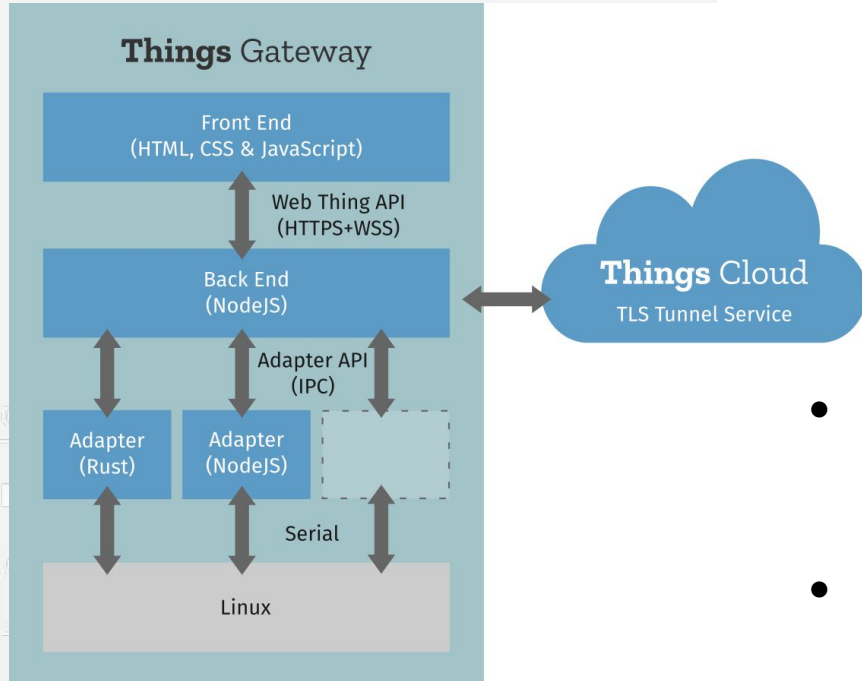 Things Gateway
Front End
(HTML, CSS & JavaScript)
Web Thing API
(HTTPS+WSS)
Back End
(NodeJS)
Things Cloud
TLS Tunnel Service
Adapter API
(IPC)
Adapter
(Rust)
Adapter
(NodeJS)
Serial
Linux